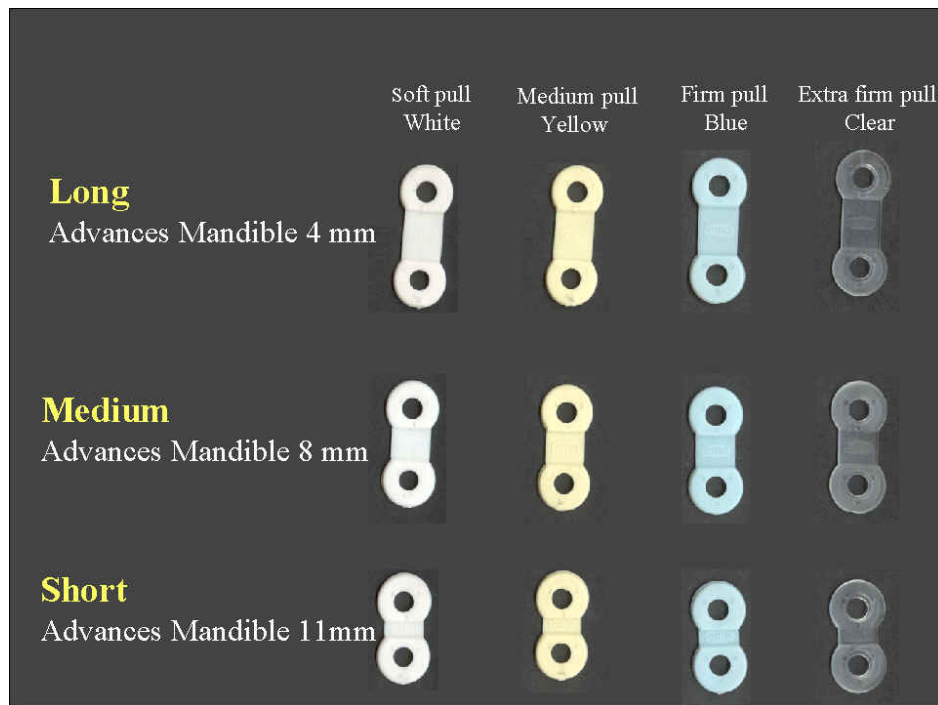 Soft pull
White
Medium pull
Yellow
Firm pull
Blue
Extra firm pull
Clear
Long
Advances Mandible 4 mm
Medium
Advances Mandible 8 mm
Short
Advances Mandible 11mm